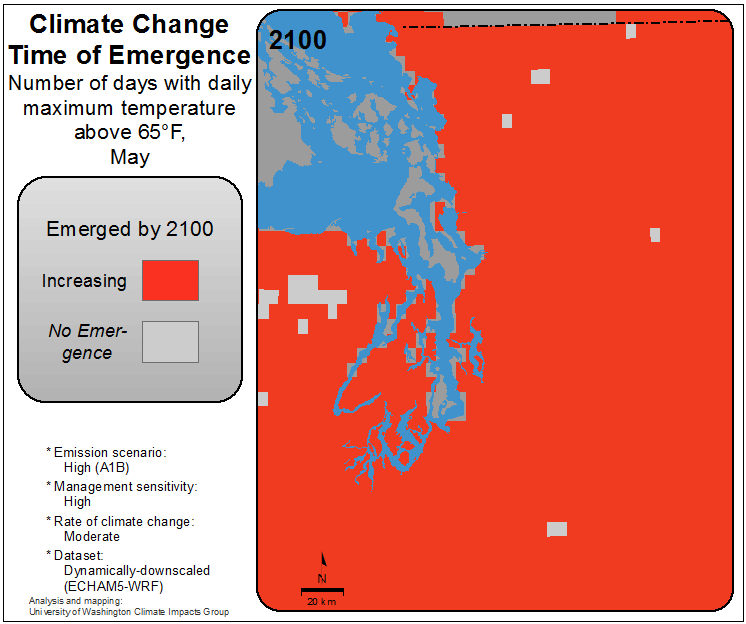 Climate Change
Time of Emergence
Number of days with daily
maximum temperature
above 65°F,
May
Emerged by 2100
Increasing
No Emer-
gence
* Emission scenario:
High (A1B)
* Management sensitivity:
High
* Rate of climate change:
Moderate
* Dataset:
Dynamically-downscaled
(ECHAM5-WRF)
Analysis and mapping:
University of Washington Climate Impacts Group
2100
N
20 km